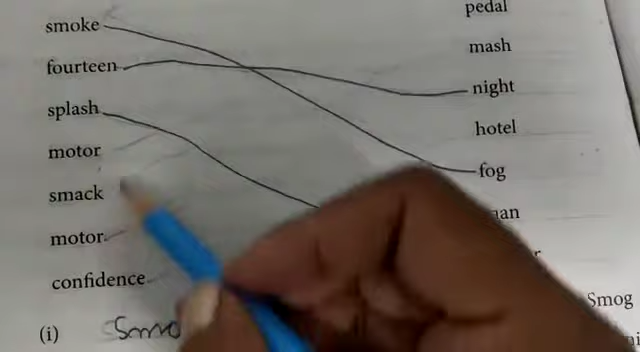 pedal
smoke
mash
fourteen
night
splash
hotel
motor
fog
smack
motor
confidence
Smog
(i) Smo